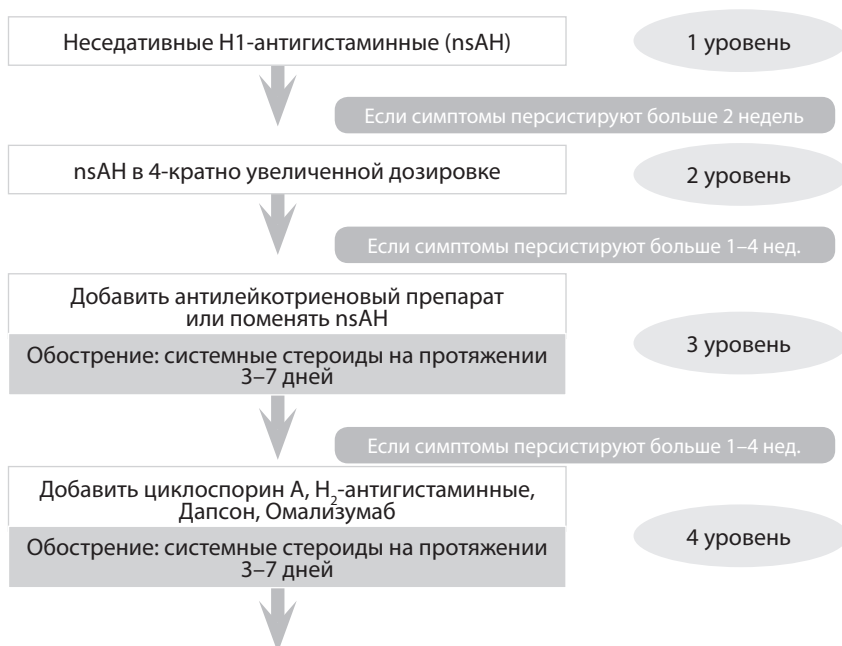 Неседативные H1-антигистаминные (nsAH)
1 уровень
Если симптомы персистируют больше 2 недель
nsAH в 4-кратно увеличенной дозировке
2 уровень
Если симптомы персистируют больше 1–4 нед.
Добавить антилейкотриеновый препарат
или поменять nsAH
3 уровень
Обострение: системные стероиды на протяжении
3–7 дней
Если симптомы персистируют больше 1–4 нед.
Добавить циклоспорин А, H₂-антигистаминные,
Дапсон, Омализумаб
4 уровень
Обострение: системные стероиды на протяжении
3–7 дней